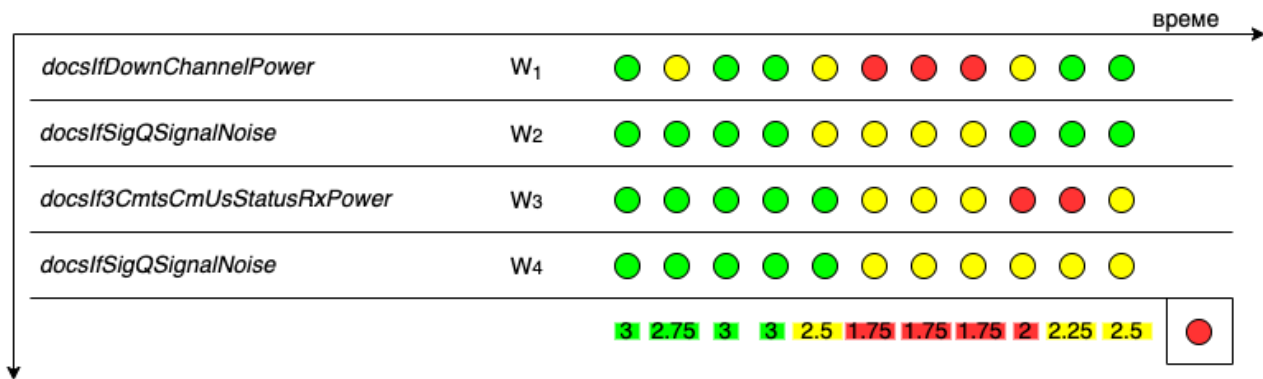 време
docsIfDownChannelPower W1
docsIfSigQSignalNoise W2
docsIf3CmtsCmUsStatusRxPower W3
docsIfSigQSignalNoise W4
3 2.75 3 3 2.5 1.75 1.75 1.75 2 2.25 2.5